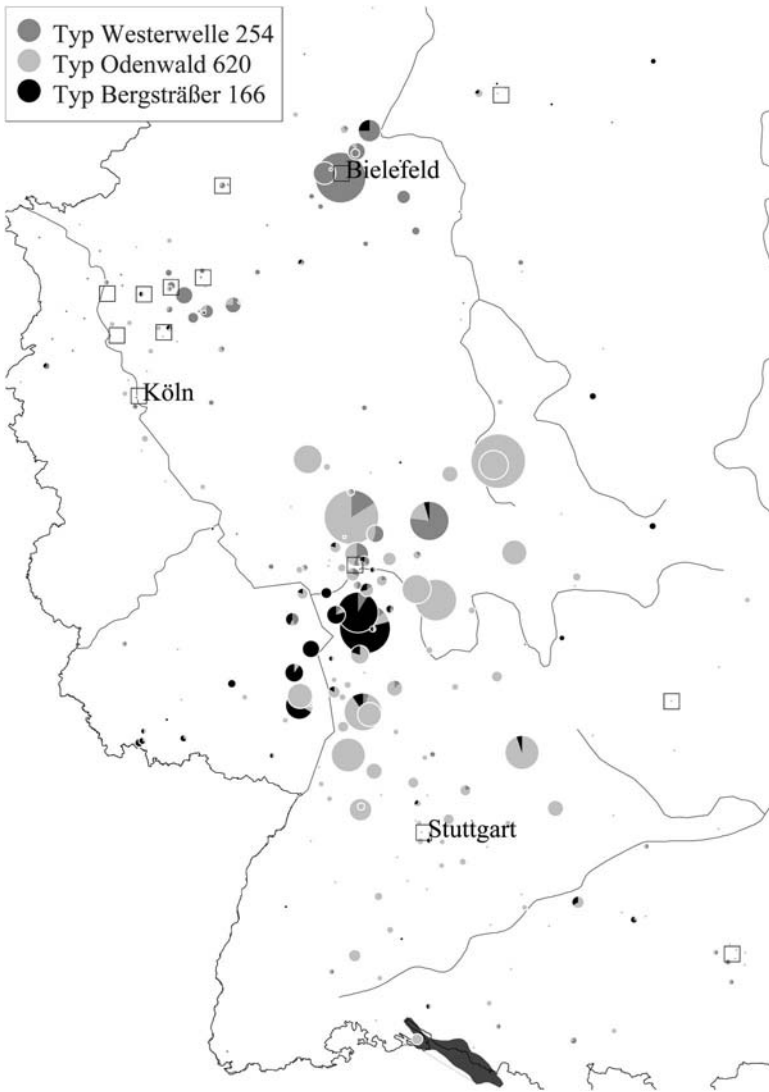 Typ Westerwelle 254
Typ Odenwald 620
Typ Bergsträßer 166
Bielefeld
Köln
Stuttgart